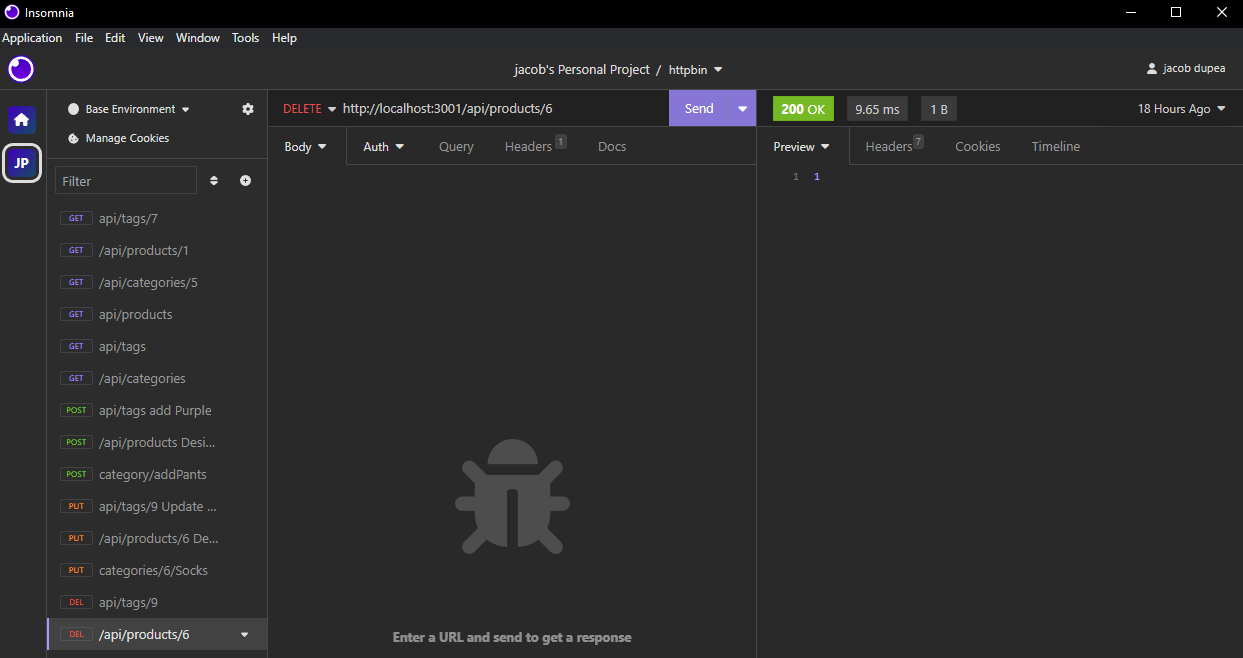 Insomnia
Application File Edit View Window Tools Help
jacob's Personal Project / httpbin
jacob dupea
Base Environment
DELETE http://localhost:3001/api/products/6 Send
200 OK 9.65 ms 1 B 18 Hours Ago
Manage Cookies
Body Auth Query Headers 1 Docs
Preview Headers 7 Cookies Timeline
JP
Filter
1 1
GET api/tags/7
GET /api/products/1
GET /api/categories/5
GET api/products
GET api/tags
GET /api/categories
POST api/tags add Purple
POST /api/products Desi...
POST category/addPants
PUT api/tags/9 Update ...
PUT /api/products/6 De...
PUT categories/6/Socks
DEL api/tags/9
DEL /api/products/6
Enter a URL and send to get a response